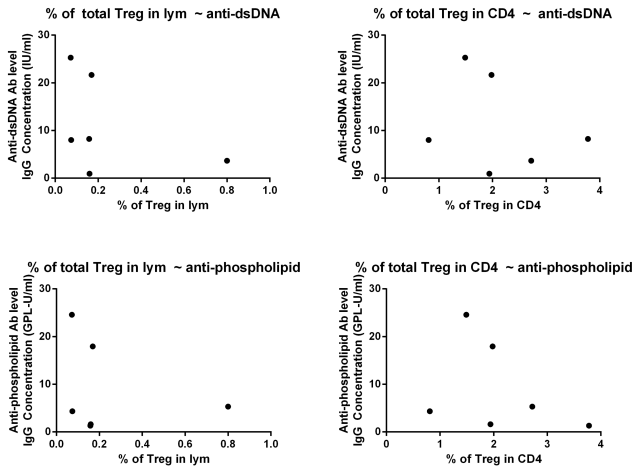 % of total Treg in lym ~ anti-dsDNA
Anti-dsDNA Ab level
IgG Concentration (IU/ml)
30
20
10
0
0.0 0.2 0.4 0.6 0.8 1.0
% of Treg in lym
% of total Treg in CD4 ~ anti-dsDNA
Anti-dsDNA Ab level
IgG Concentration (IU/ml)
30
20
10
0
0 1 2 3 4
% of Treg in CD4
% of total Treg in lym ~ anti-phospholipid
Anti-phospholipid Ab level
IgG Concentration (GPL-U/ml)
30
20
10
0
0.0 0.2 0.4 0.6 0.8 1.0
% of Treg in lym
% of total Treg in CD4 ~ anti-phospholipid
Anti-phospholipid Ab level
IgG Concentration (GPL-U/ml)
30
20
10
0
0 1 2 3 4
% of Treg in CD4